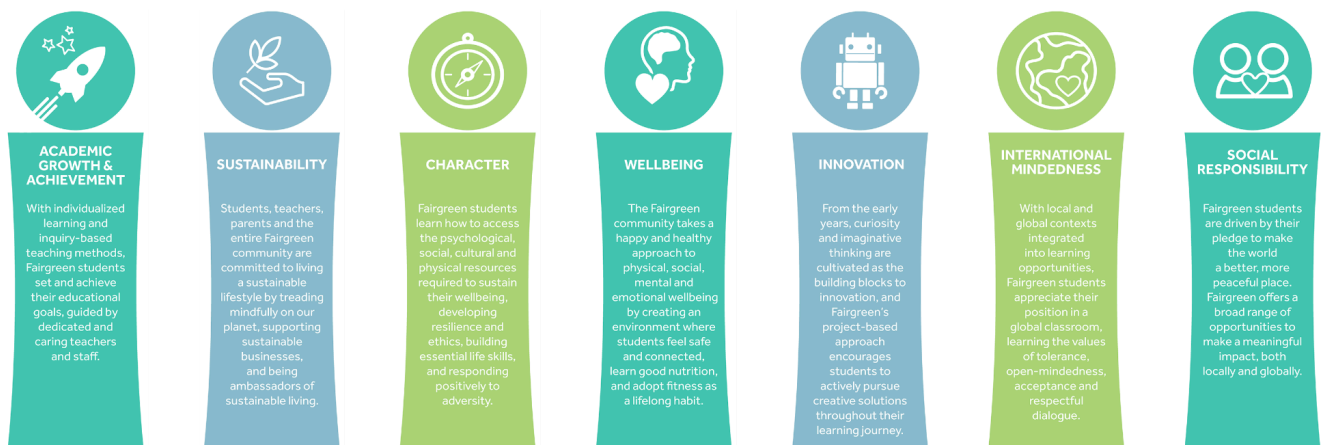 ACADEMIC
GROWTH &
ACHIEVEMENT
With individualized
learning and
inquiry-based
teaching methods,
Fairgreen students
set and achieve
their educational
goals, guided by
dedicated and
caring teachers
and staff.
SUSTAINABILITY
Students, teachers,
parents and the
entire Fairgreen
community are
committed to living
a sustainable
lifestyle by treading
mindfully on our
planet, supporting
sustainable
businesses,
and being
ambassadors of
sustainable living.
CHARACTER
Fairgreen students
learn how to access
the psychological,
social, cultural and
physical resources
required to sustain
their wellbeing,
developing
resilience and
ethics, building
essential life skills,
and responding
positively to
adversity.
WELLBEING
The Fairgreen
community takes a
happy and healthy
approach to
physical, social,
mental and
emotional wellbeing
by creating an
environment where
students feel safe
and connected,
learn good nutrition,
and adopt fitness as
a lifelong habit.
INNOVATION
From the early
years, curiosity
and imaginative
thinking are
cultivated as the
building blocks to
innovation, and
Fairgreen's
project-based
approach
encourages
students to
actively pursue
creative solutions
throughout their
learning journey.
INTERNATIONAL
MINDEDNESS
With local and
global contexts
integrated
into learning
opportunities,
Fairgreen students
appreciate their
position in a
global classroom,
learning the values
of tolerance,
open-mindedness,
acceptance and
respectful
dialogue.
SOCIAL
RESPONSIBILITY
Fairgreen students
are driven by their
pledge to make
the world
a better, more
peaceful place.
Fairgreen offers a
broad range of
opportunities to
make a meaningful
impact, both
locally and globally.